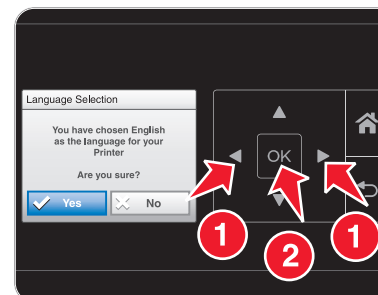 Language Selection
You have chosen English
as the language for your
Printer
Are you sure?
Yes
No
OK
1
2
1